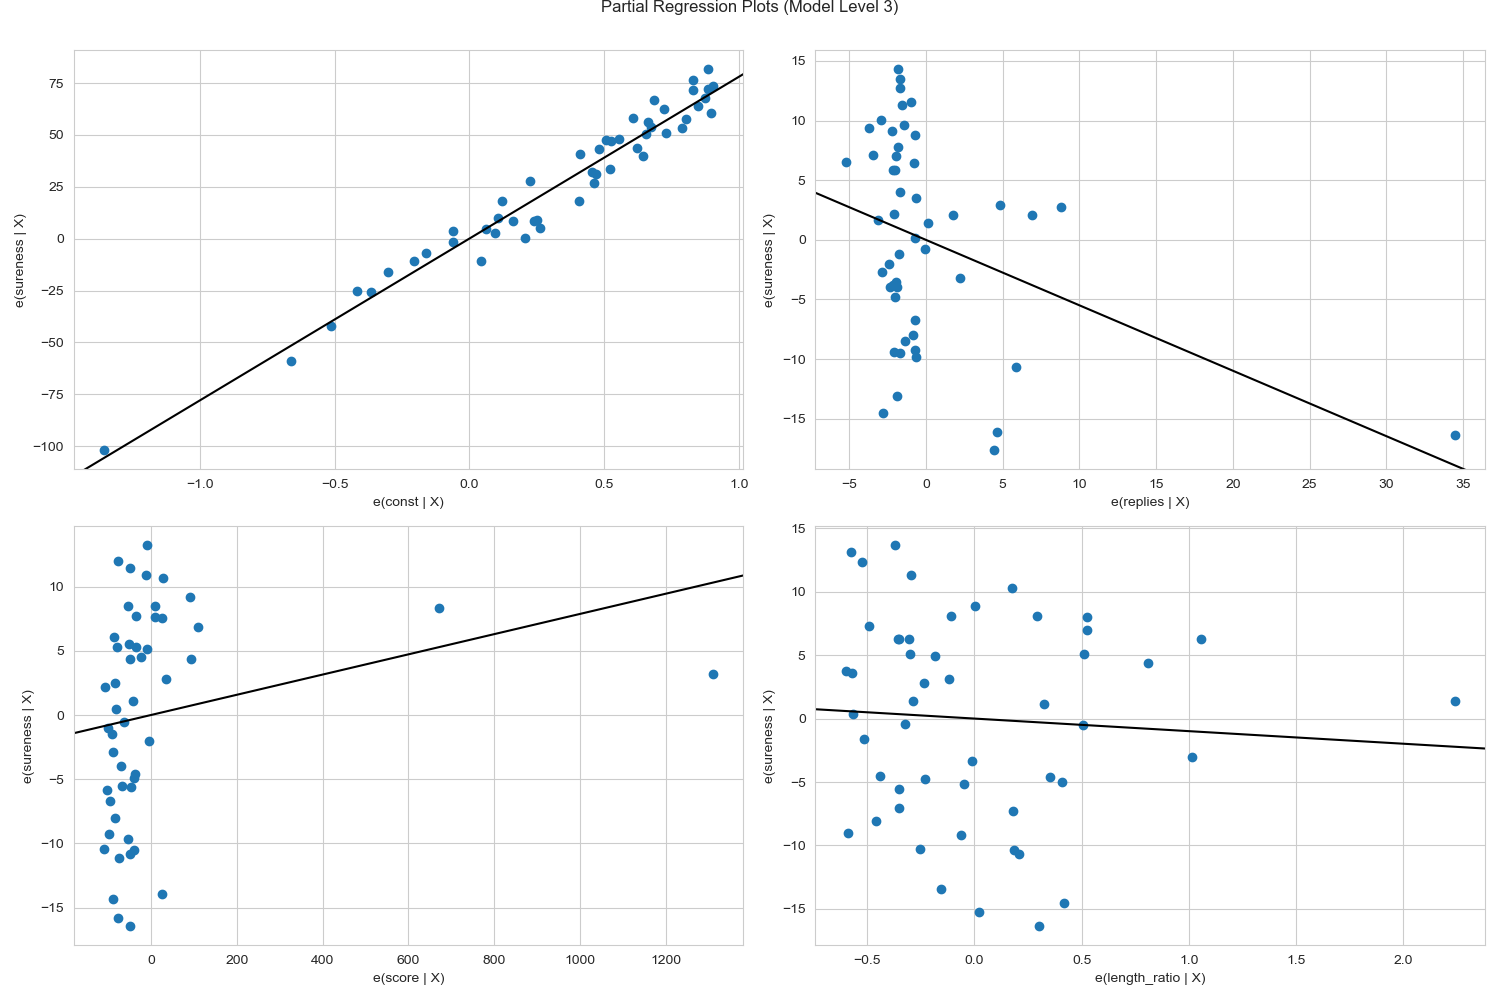 Partial Regression Plots (Model Level 3)
e(sureness | X)
75
50
25
0
−25
−50
−75
−100
−1.0 −0.5 0.0 0.5 1.0
e(const | X)
e(sureness | X)
15
10
5
0
−5
−10
−15
−5 0 5 10 15 20 25 30 35
e(replies | X)
e(sureness | X)
10
5
0
−5
−10
−15
0 200 400 600 800 1000 1200
e(score | X)
e(sureness | X)
15
10
5
0
−5
−10
−15
−0.5 0.0 0.5 1.0 1.5 2.0
e(length_ratio | X)